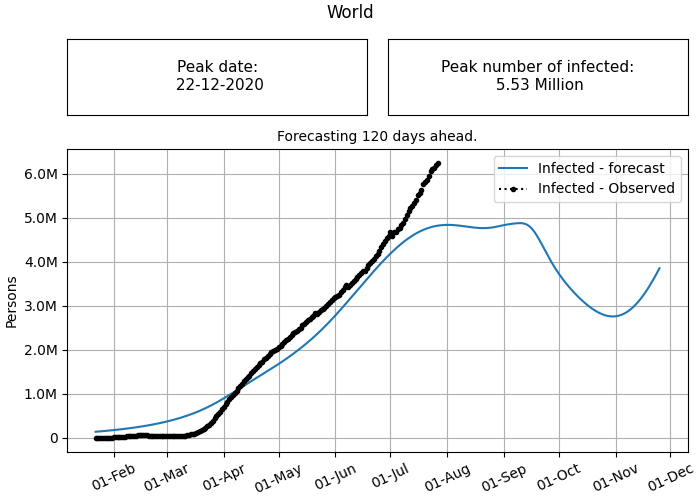 World
Peak date:
22-12-2020
Peak number of infected:
5.53 Million
Forecasting 120 days ahead.
Infected - forecast
Infected - Observed
Persons
6.0M
5.0M
4.0M
3.0M
2.0M
1.0M
0
01-Feb
01-Mar
01-Apr
01-May
01-Jun
01-Jul
01-Aug
01-Sep
01-Oct
01-Nov
01-Dec